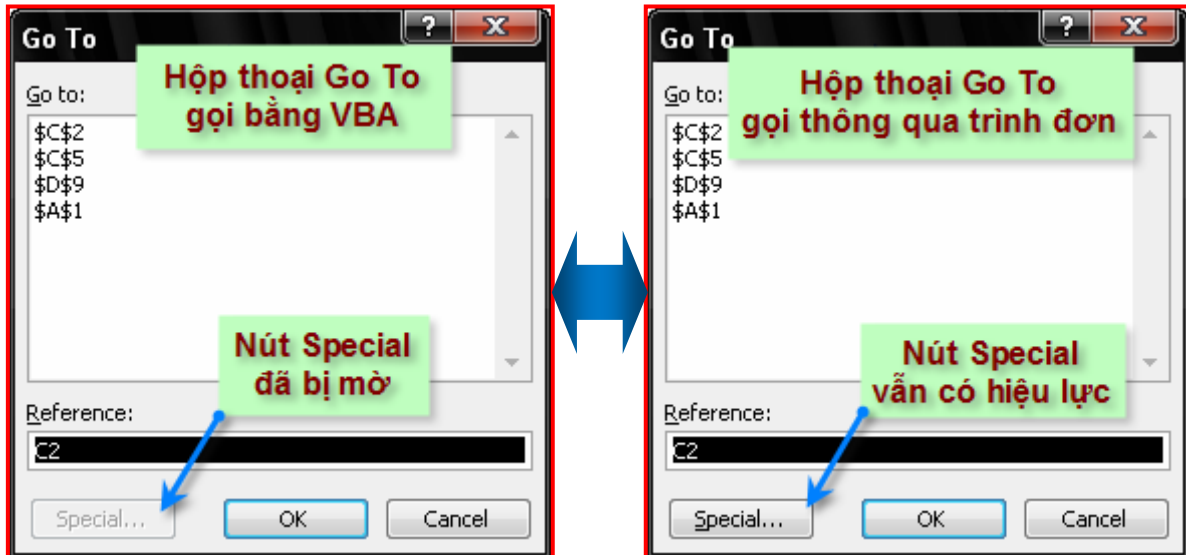 Go To
?
X
Hộp thoại Go To
gọi bằng VBA
Go to:
$C$2
$C$5
$D$9
$A$1
Nút Special
đã bị mờ
Reference:
C2
Special...
OK
Cancel
Go To
?
X
Hộp thoại Go To
gọi thông qua trình đơn
Go to:
$C$2
$C$5
$D$9
$A$1
Nút Special
vẫn có hiệu lực
Reference:
C2
Special...
OK
Cancel